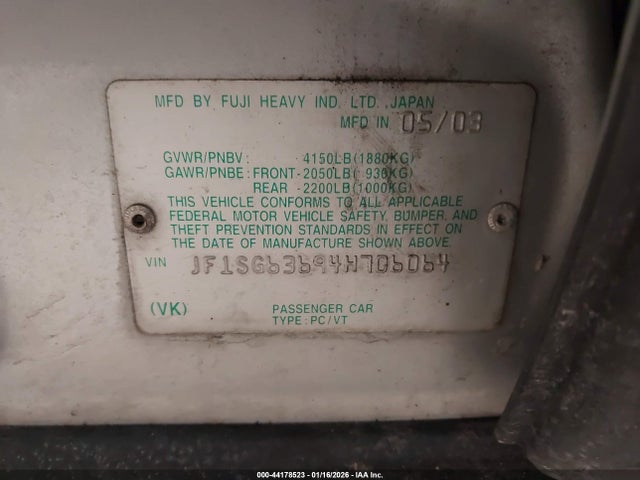 MFD BY FUJI HEAVY IND. LTD. JAPAN
MFD IN 05/03
GVWR/PNBV: 4150LB(1880KG)
GAWR/PNBE: FRONT-2050LB( 930KG)
REAR -2200LB(1000KG)
THIS VEHICLE CONFORMS TO ALL APPLICABLE
FEDERAL MOTOR VEHICLE SAFETY, BUMPER, AND
THEFT PREVENTION STANDARDS IN EFFECT ON
THE DATE OF MANUFACTURE SHOWN ABOVE.
VIN JF1SG63694H706064
(VK) PASSENGER CAR
TYPE: PC/VT
000-44178523 - 01/16/2026 - IAA Inc.